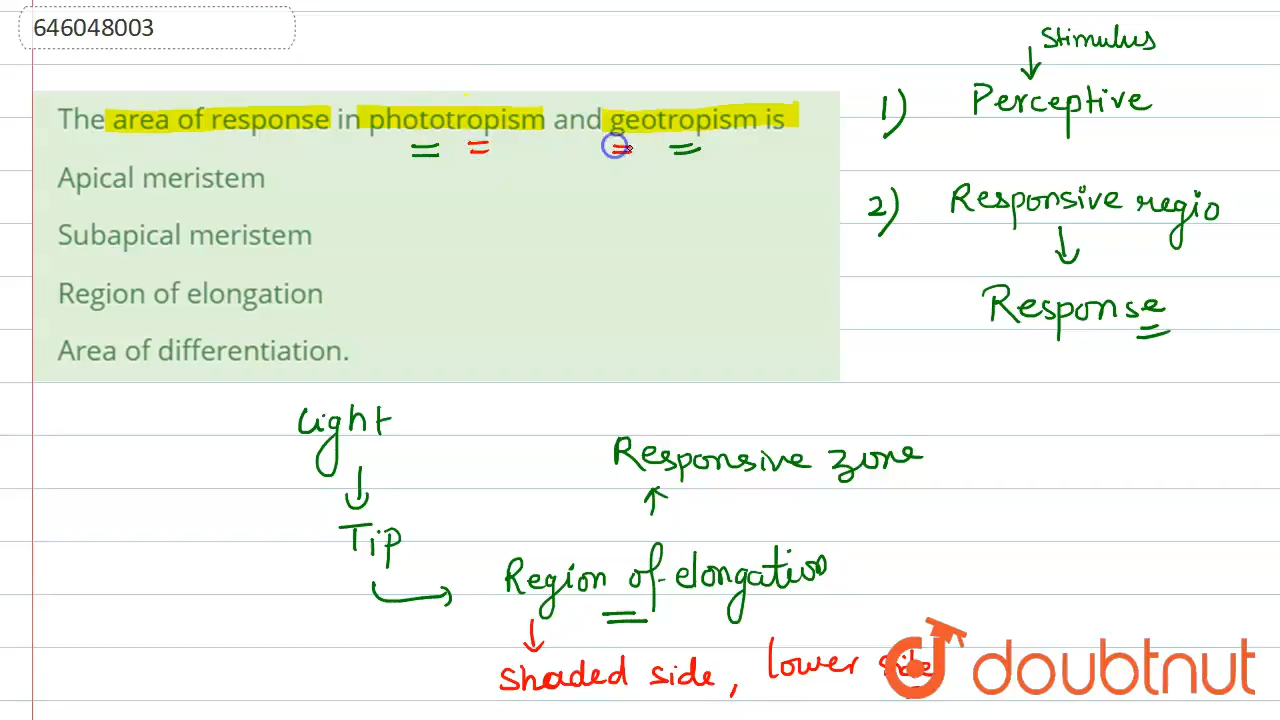 646048003
The area of response in phototropism and geotropism is
Apical meristem
Subapical meristem
Region of elongation
Area of differentiation.
Stimulus
1) Perceptive
2) Responsive regio
Response
Light
Tip
Responsive zone
Region of elongation
Shaded side, lower side
doubtnut